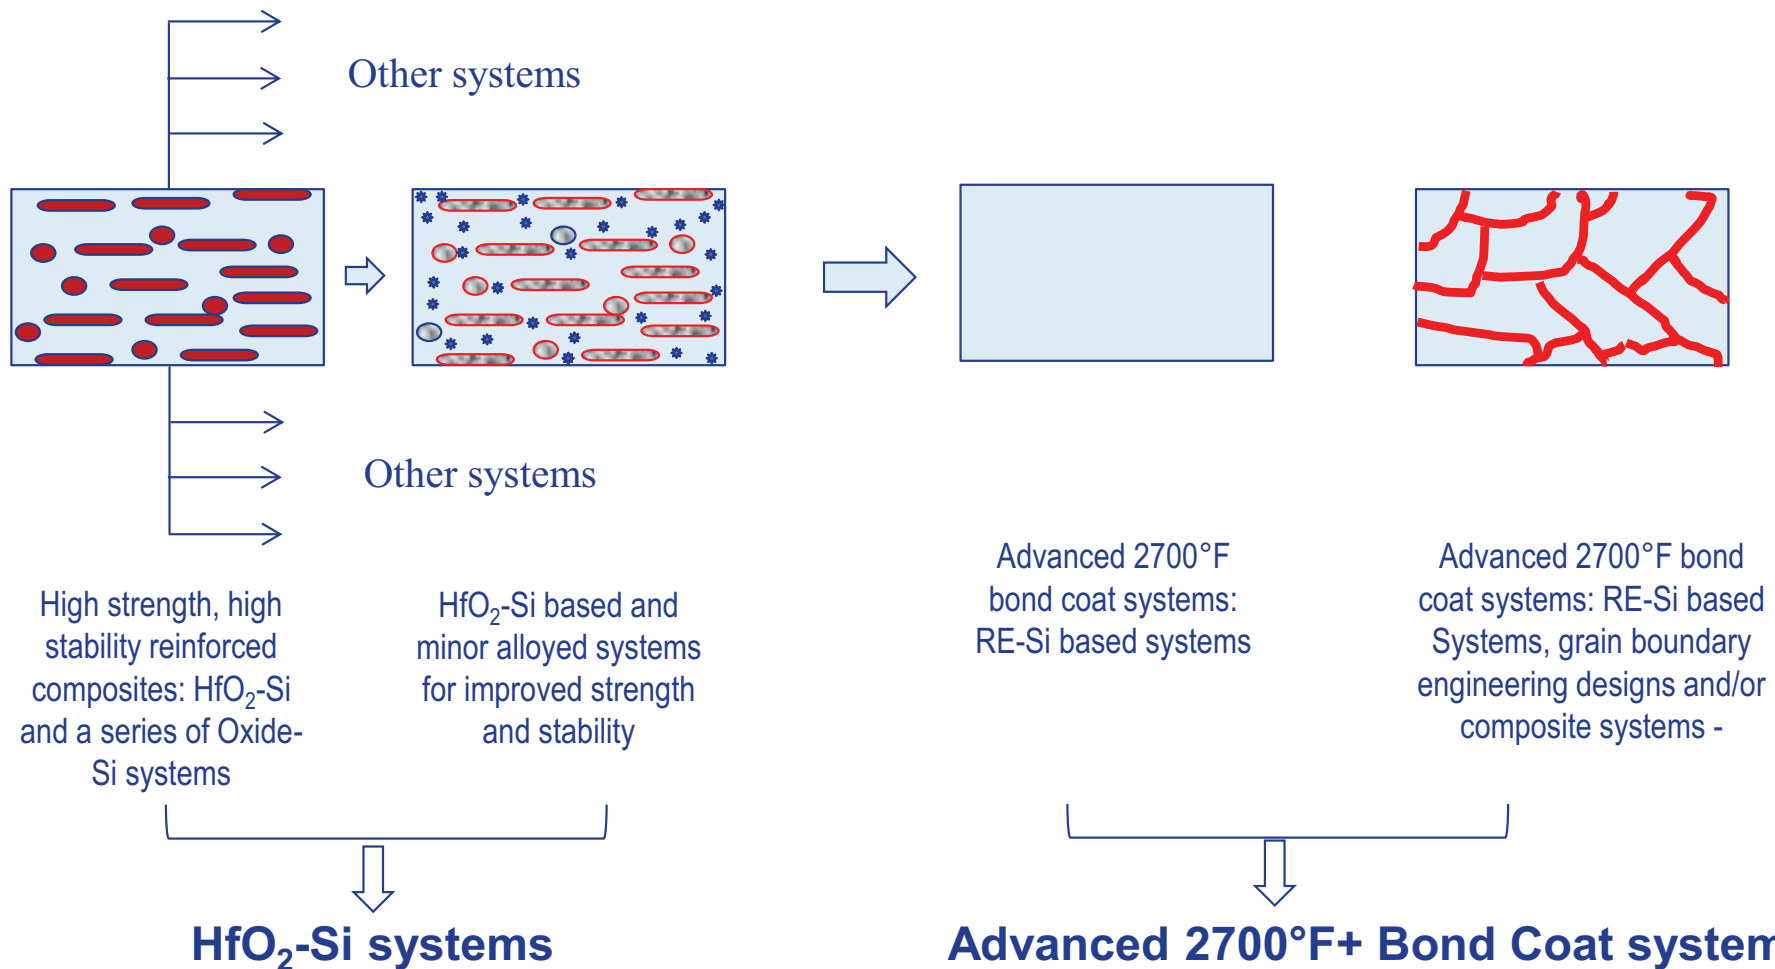 Other systems
Other systems
High strength, high
stability reinforced
composites: HfO₂-Si
and a series of Oxide-
Si systems
HfO₂-Si based and
minor alloyed systems
for improved strength
and stability
Advanced 2700°F
bond coat systems:
RE-Si based systems
Advanced 2700°F bond
coat systems: RE-Si based
Systems, grain boundary
engineering designs and/or
composite systems -
HfO₂-Si systems
Advanced 2700°F+ Bond Coat system